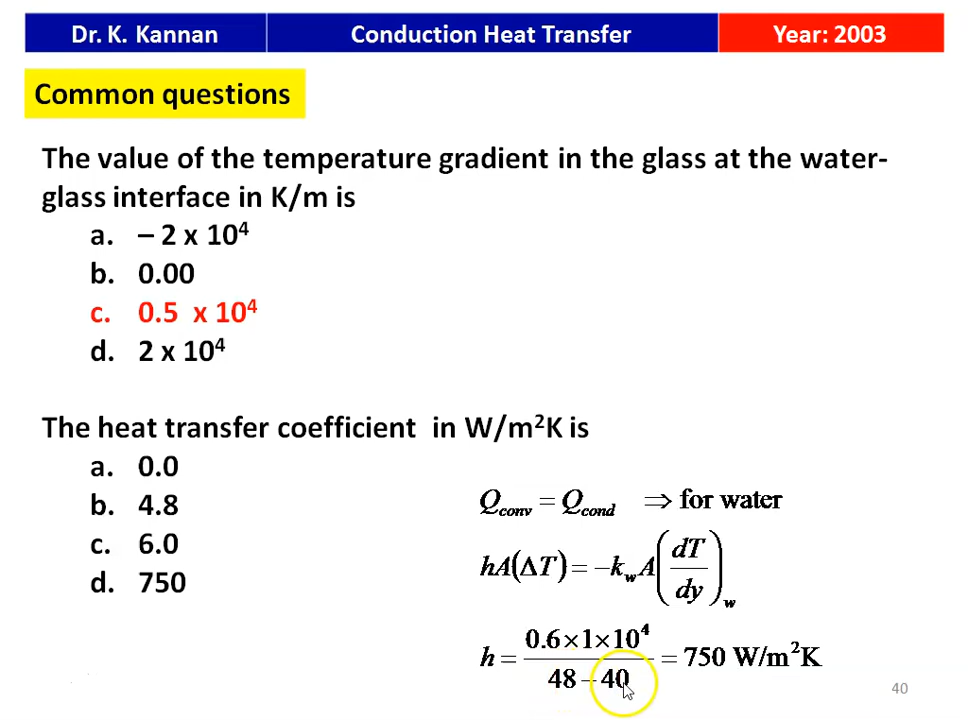 Dr. K. Kannan Conduction Heat Transfer Year: 2003
Common questions
The value of the temperature gradient in the glass at the water-
glass interface in K/m is
a. – 2 x 10⁴
b. 0.00
c. 0.5 x 10⁴
d. 2 x 10⁴
The heat transfer coefficient in W/m²K is
a. 0.0
b. 4.8
c. 6.0
d. 750
Q_conv = Q_cond ⇒ for water
hA(ΔT) = –k_w A(dT/dy)_w
h = (0.6×1×10⁴)/(48 – 40) = 750 W/m²K
40